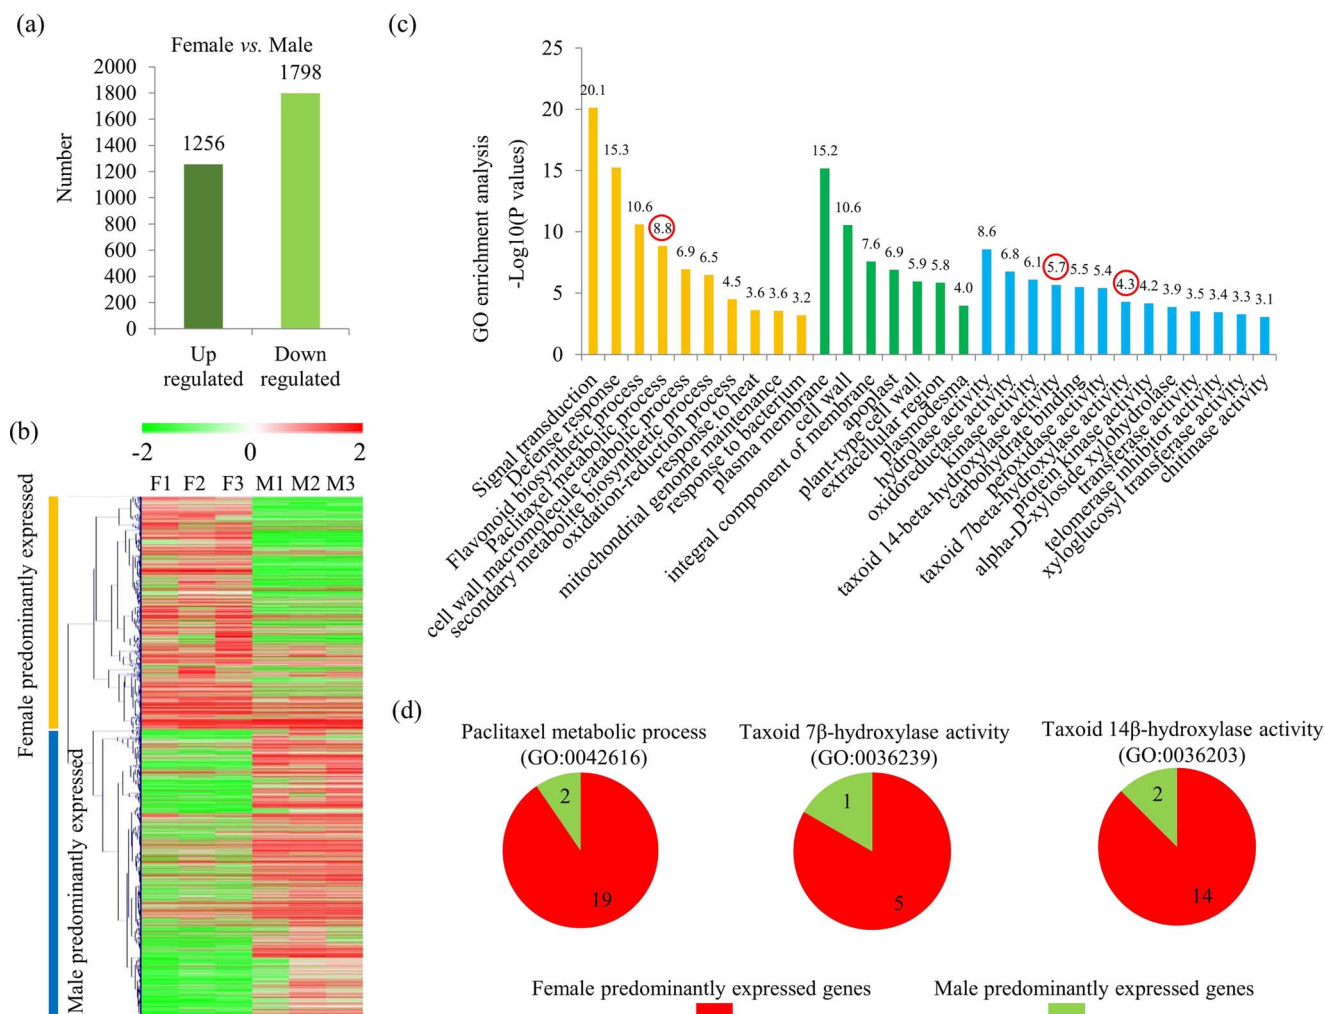 (a)
Female vs. Male
Number
2000
1800
1600
1400
1200
1000
800
600
400
200
0
1256
1798
Up
regulated
Down
regulated
(b)
-2
0
2
F1 F2 F3 M1 M2 M3
Female predominantly expressed
Male predominantly expressed
(c)
GO enrichment analysis
-Log10(P values)
25
20
15
10
5
0
20.1
15.3
10.6
8.8
6.9
6.5
4.5
3.6
3.6
3.2
15.2
10.6
7.6
6.9
5.9
5.8
4.0
8.6
6.8
6.1
5.7
5.5
5.4
4.3
4.2
3.9
3.5
3.4
3.3
3.1
Signal transduction
Defense response
Flavonoid biosynthetic process
Paclitaxel metabolic process
cell wall macromolecule catabolic process
secondary metabolite biosynthetic process
oxidation-reduction process
response to heat
mitochondrial genome maintenance
response to bacterium
plasma membrane
cell wall
integral component of membrane
apoplast
plant-type cell wall
extracellular region
plasmodesma
hydrolase activity
oxidoreductase activity
kinase activity
taxoid 14-beta-hydroxylase activity
carbohydrate binding
peroxidase activity
taxoid 7beta-hydroxylase activity
protein kinase activity
alpha-D-xyloside xylohydrolase
transferase activity
telomerase inhibitor activity
xyloglucosyl transferase activity
chitinase activity
(d)
Paclitaxel metabolic process
(GO:0042616)
2
19
Taxoid 7β-hydroxylase activity
(GO:0036239)
1
5
Taxoid 14β-hydroxylase activity
(GO:0036203)
2
14
Female predominantly expressed genes
Male predominantly expressed genes